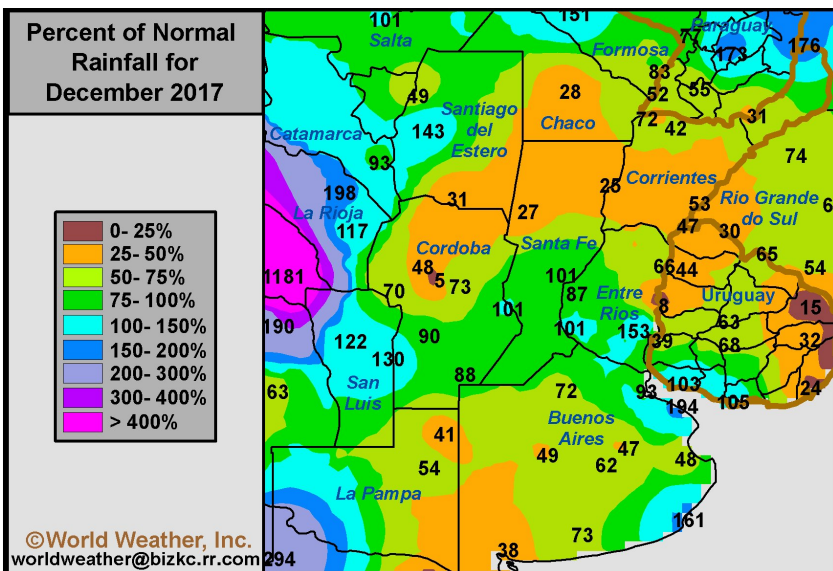 Percent of Normal
Rainfall for
December 2017
0- 25%
25- 50%
50- 75%
75- 100%
100- 150%
150- 200%
200- 300%
300- 400%
> 400%
©World Weather, Inc.
worldweather@bizkc.rr.com
101
151
Paraguay
77
173
176
Salta
Formosa
83
52
55
49
28
Santiago
del
Estero
Chaco
143
72
42
31
Catamarca
93
74
198
La Rioja
117
31
27
25
Corrientes
53
Rio Grande
do Sul
6
47
30
Cordoba
Santa Fe
48
5
73
101
66
44
65
54
1181
70
87
Entre
Rios
Uruguay
8
15
101
101
153
63
190
122
130
90
39
68
32
San
Luis
88
63
72
93
103
194
105
24
Buenos
Aires
41
54
49
47
62
48
La Pampa
73
161
38
294